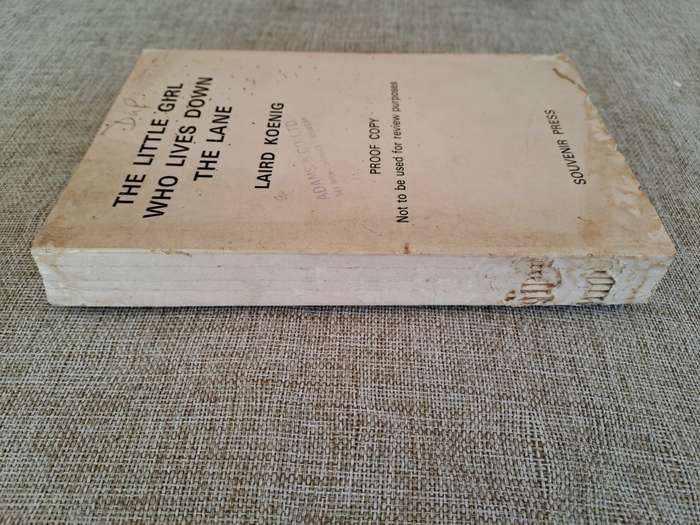 THE LITTLE GIRL
WHO LIVES DOWN
THE LANE
LAIRD KOENIG
PROOF COPY
Not to be used for review purposes
SOUVENIR PRESS